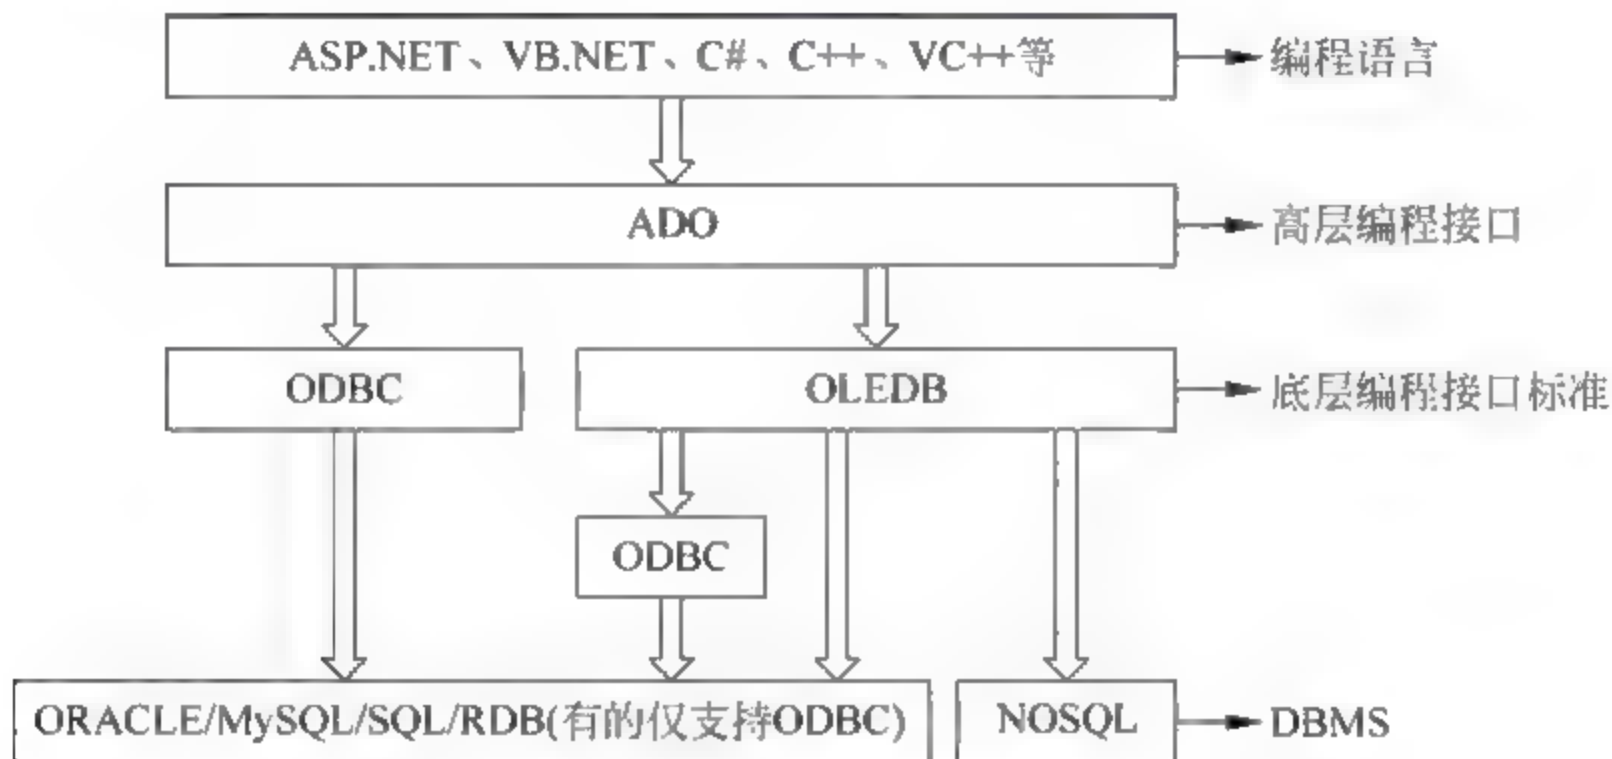 ASP.NET、VB.NET、C#、C++、VC++等
编程语言
ADO
高层编程接口
ODBC
OLEDB
底层编程接口标准
ODBC
ORACLE/MySQL/SQL/RDB(有的仅支持ODBC)
NOSQL
DBMS